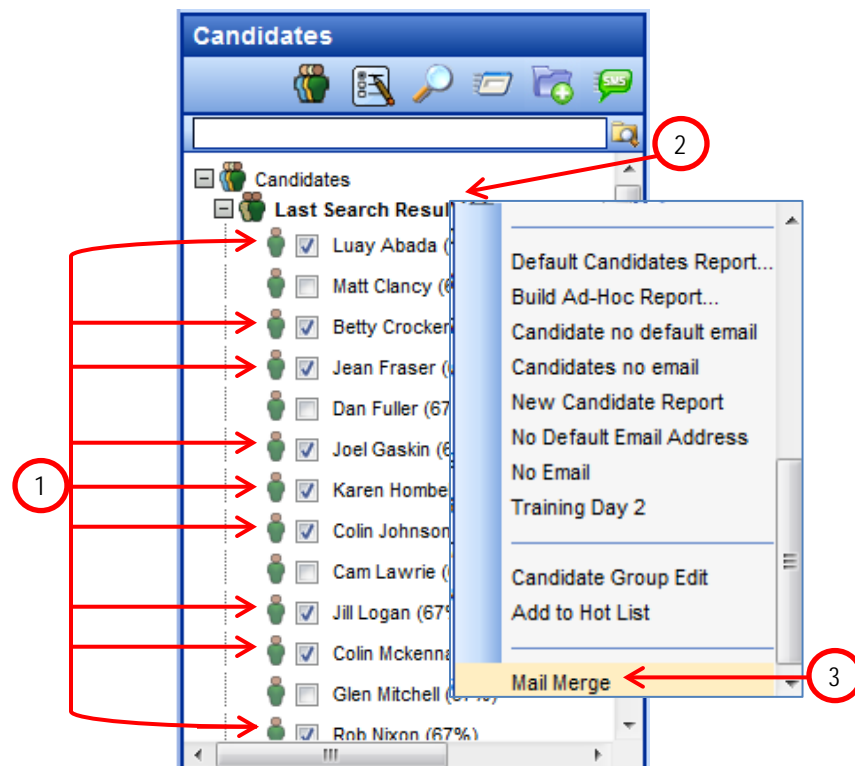 Candidates
SMS
2
Candidates
Last Search Resul
Luay Abada (
Matt Clancy (6
Betty Crocker
Jean Fraser (
Dan Fuller (67
Joel Gaskin (6
Karen Hombe
Colin Johnson
Cam Lawrie (
Jill Logan (67%
Colin Mckenna
Glen Mitchell (67%)
Rob Nixon (67%)
1
Default Candidates Report...
Build Ad-Hoc Report...
Candidate no default email
Candidates no email
New Candidate Report
No Default Email Address
No Email
Training Day 2
Candidate Group Edit
Add to Hot List
Mail Merge
3